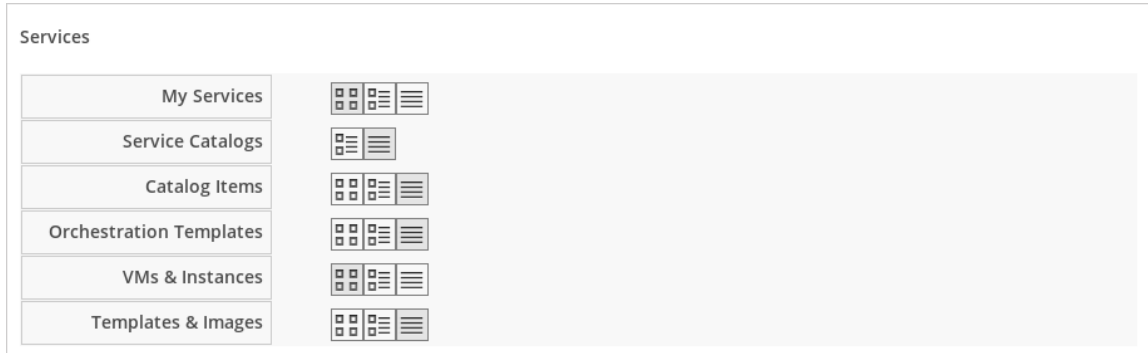 Services
My Services
Service Catalogs
Catalog Items
Orchestration Templates
VMs & Instances
Templates & Images